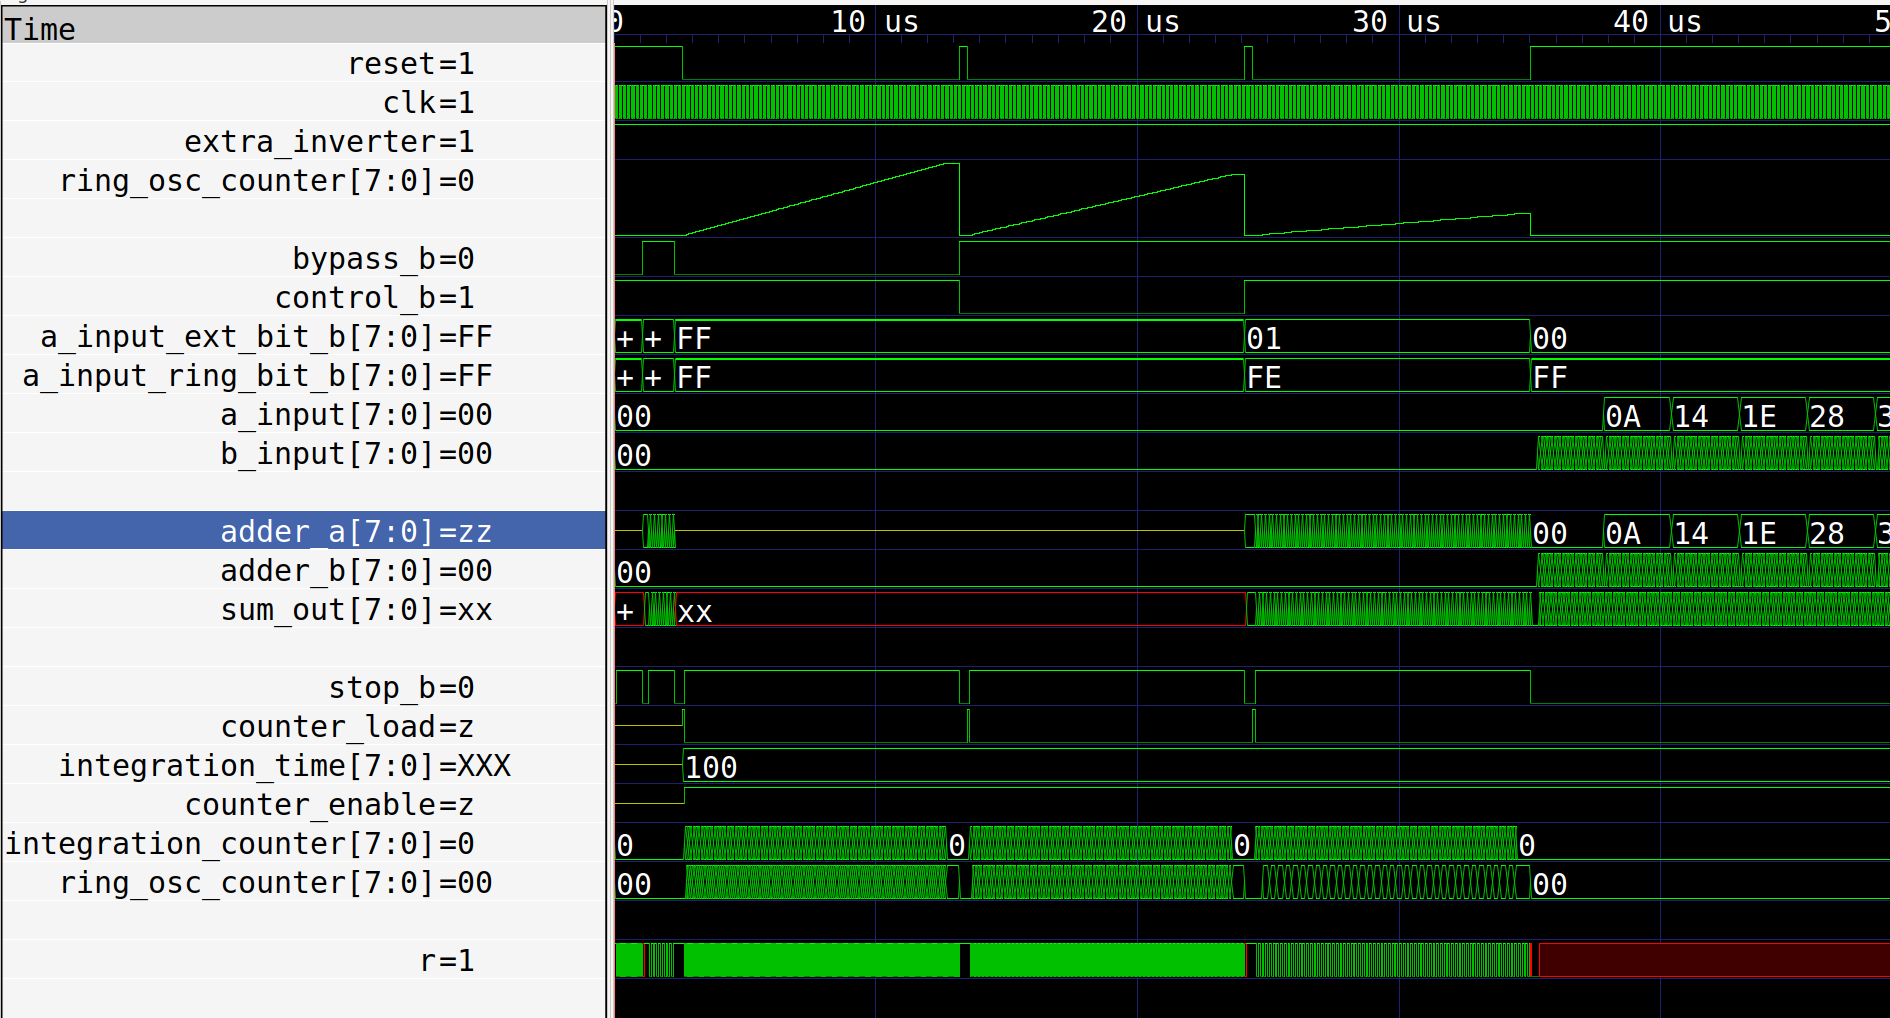 Time
0 10 us 20 us 30 us 40 us 5
reset=1
clk=1
extra_inverter=1
ring_osc_counter[7:0]=0
bypass_b=0
control_b=1
a_input_ext_bit_b[7:0]=FF + + FF 01 00
a_input_ring_bit_b[7:0]=FF + + FF FE FF
a_input[7:0]=00 00 0A 14 1E 28 3
b_input[7:0]=00 00
adder_a[7:0]=zz 00 0A 14 1E 28 3
adder_b[7:0]=00 00
sum_out[7:0]=xx + xx
stop_b=0
counter_load=z
integration_time[7:0]=XXX 100
counter_enable=z
integration_counter[7:0]=0 0 0 0 0
ring_osc_counter[7:0]=00 00 00
r=1